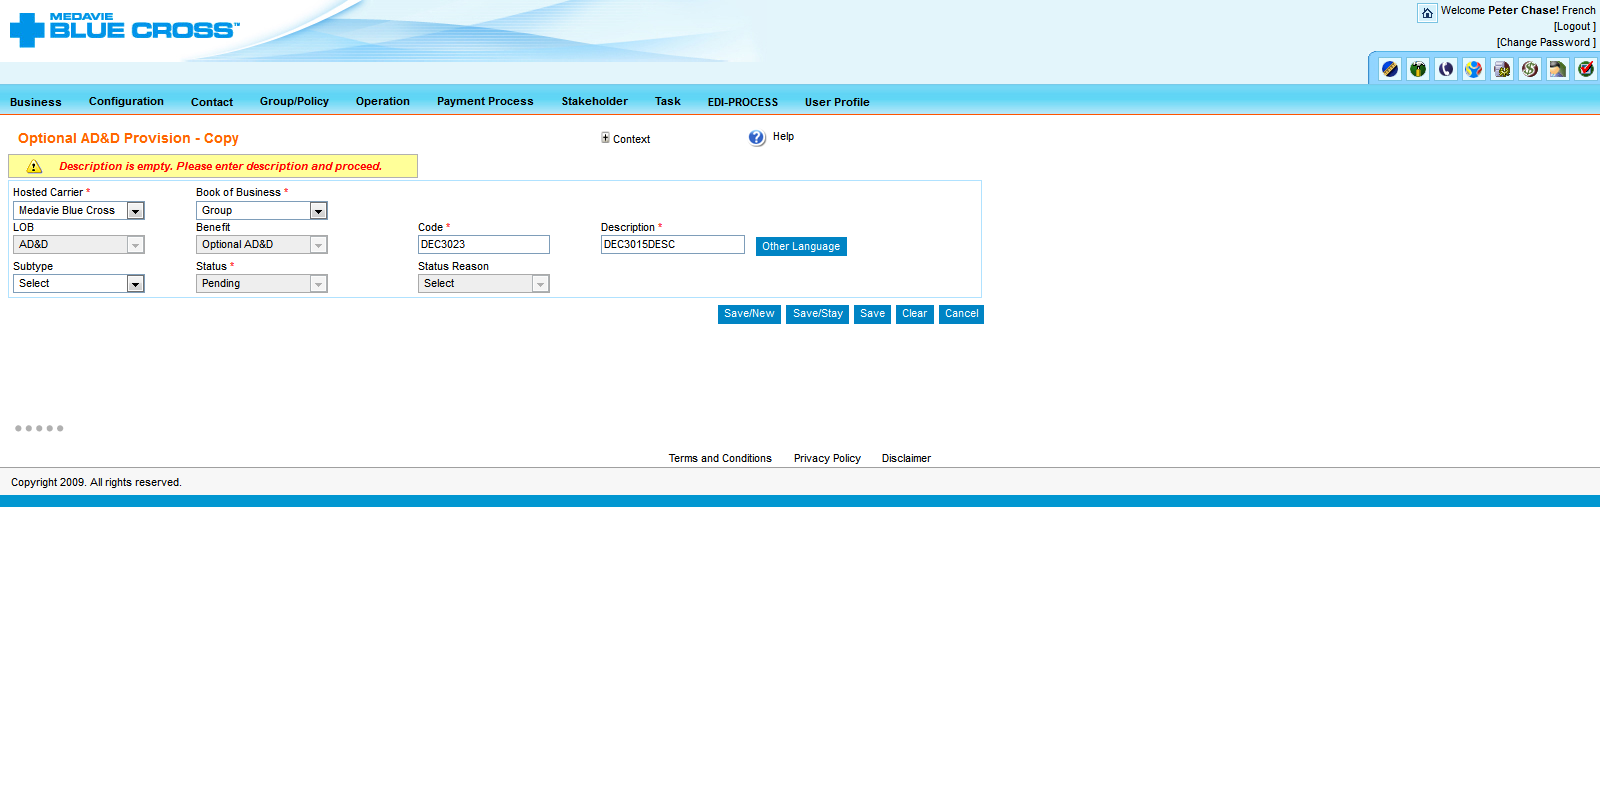 MEDAVIE
BLUE CROSS™
Welcome Peter Chase! French
[Logout ]
[Change Password ]
Business Configuration Contact Group/Policy Operation Payment Process Stakeholder Task EDI-PROCESS User Profile
Optional AD&D Provision - Copy
Context
Help
Description is empty. Please enter description and proceed.
Hosted Carrier * Book of Business *
Medavie Blue Cross Group
LOB Benefit Code * Description *
AD&D Optional AD&D DEC3023 DEC3015DESC Other Language
Subtype Status * Status Reason
Select Pending Select
Save/New Save/Stay Save Clear Cancel
Terms and Conditions Privacy Policy Disclaimer
Copyright 2009. All rights reserved.